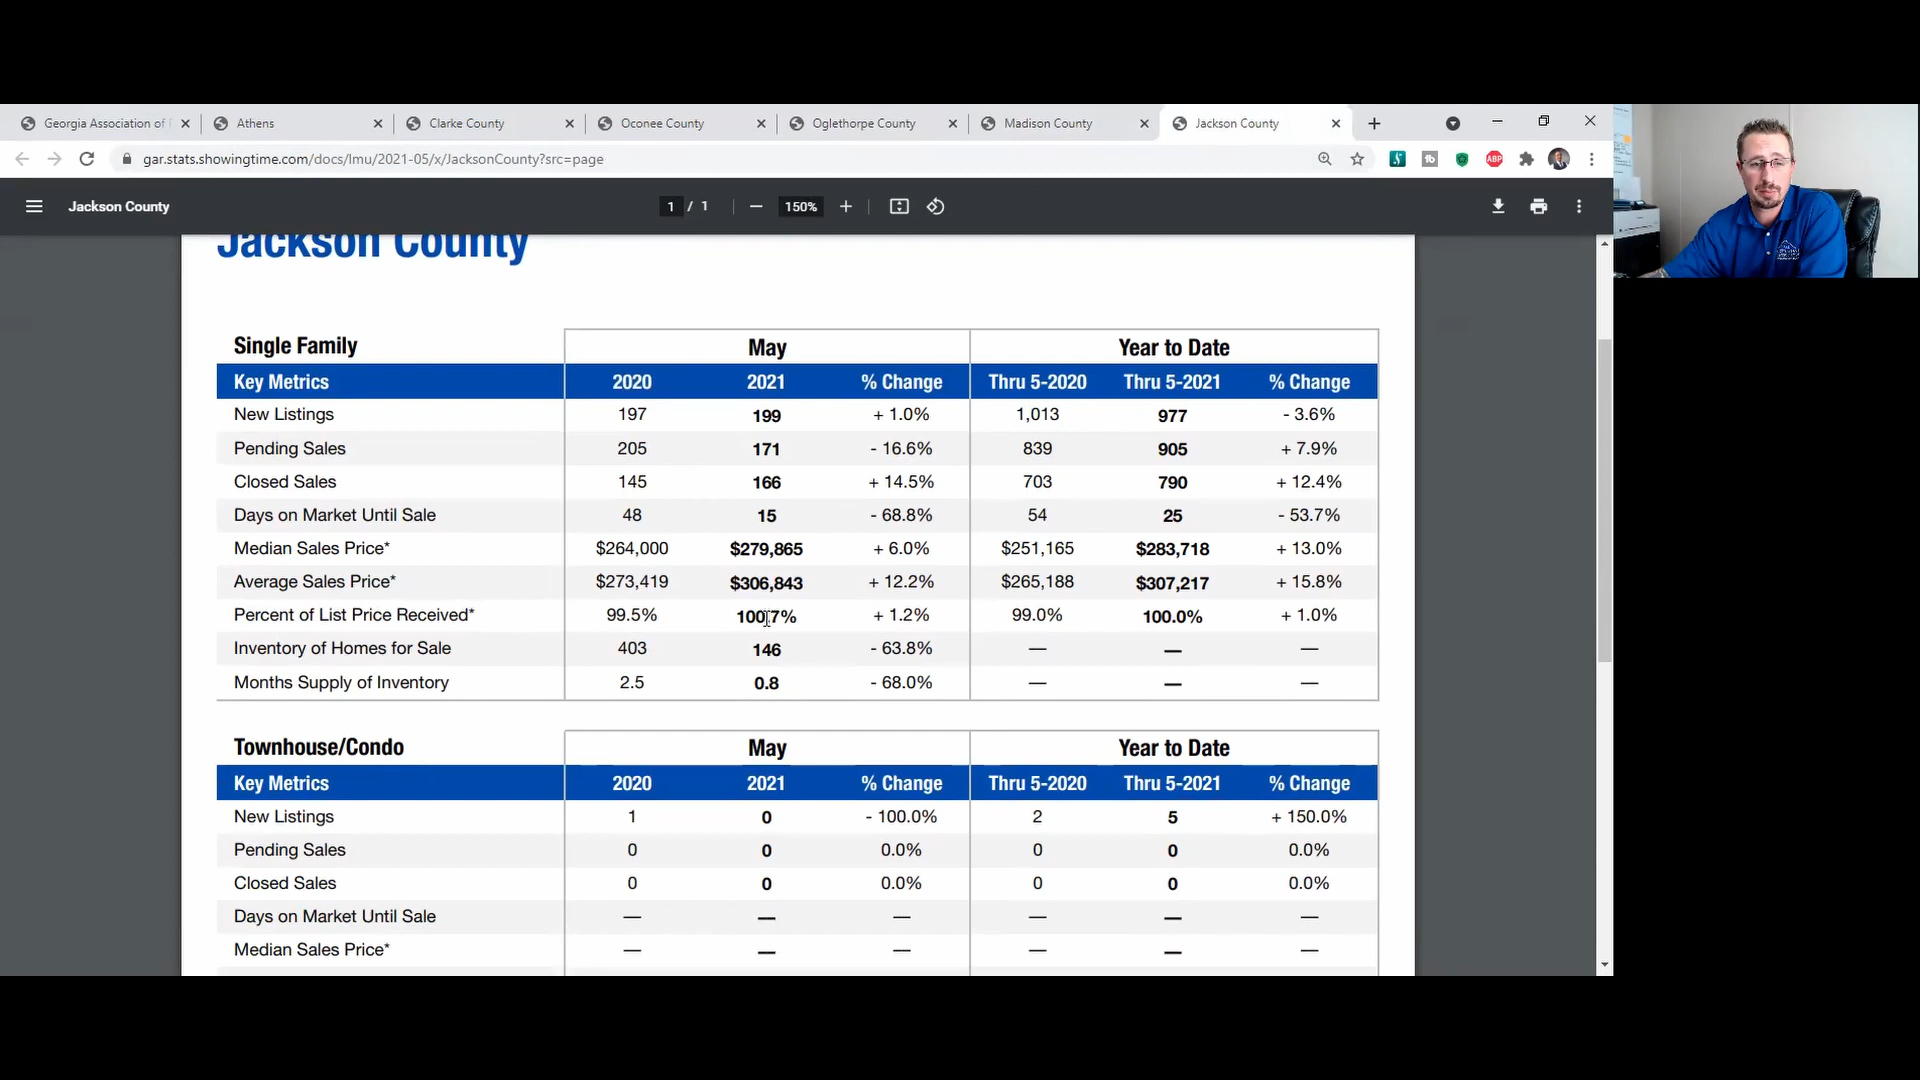 Georgia Association of
Athens
Clarke County
Oconee County
Oglethorpe County
Madison County
Jackson County
gar.stats.showingtime.com/docs/lmu/2021-05/x/JacksonCounty?src=page
ABP
Jackson County
1 / 1
150%
Jackson County
Single Family May Year to Date
Key Metrics 2020 2021 % Change Thru 5-2020 Thru 5-2021 % Change
New Listings 197 199 + 1.0% 1,013 977 - 3.6%
Pending Sales 205 171 - 16.6% 839 905 + 7.9%
Closed Sales 145 166 + 14.5% 703 790 + 12.4%
Days on Market Until Sale 48 15 - 68.8% 54 25 - 53.7%
Median Sales Price* $264,000 $279,865 + 6.0% $251,165 $283,718 + 13.0%
Average Sales Price* $273,419 $306,843 + 12.2% $265,188 $307,217 + 15.8%
Percent of List Price Received* 99.5% 100.7% + 1.2% 99.0% 100.0% + 1.0%
Inventory of Homes for Sale 403 146 - 63.8% — — —
Months Supply of Inventory 2.5 0.8 - 68.0% — — —
Townhouse/Condo May Year to Date
Key Metrics 2020 2021 % Change Thru 5-2020 Thru 5-2021 % Change
New Listings 1 0 - 100.0% 2 5 + 150.0%
Pending Sales 0 0 0.0% 0 0 0.0%
Closed Sales 0 0 0.0% 0 0 0.0%
Days on Market Until Sale — — — — — —
Median Sales Price* — — — — — —